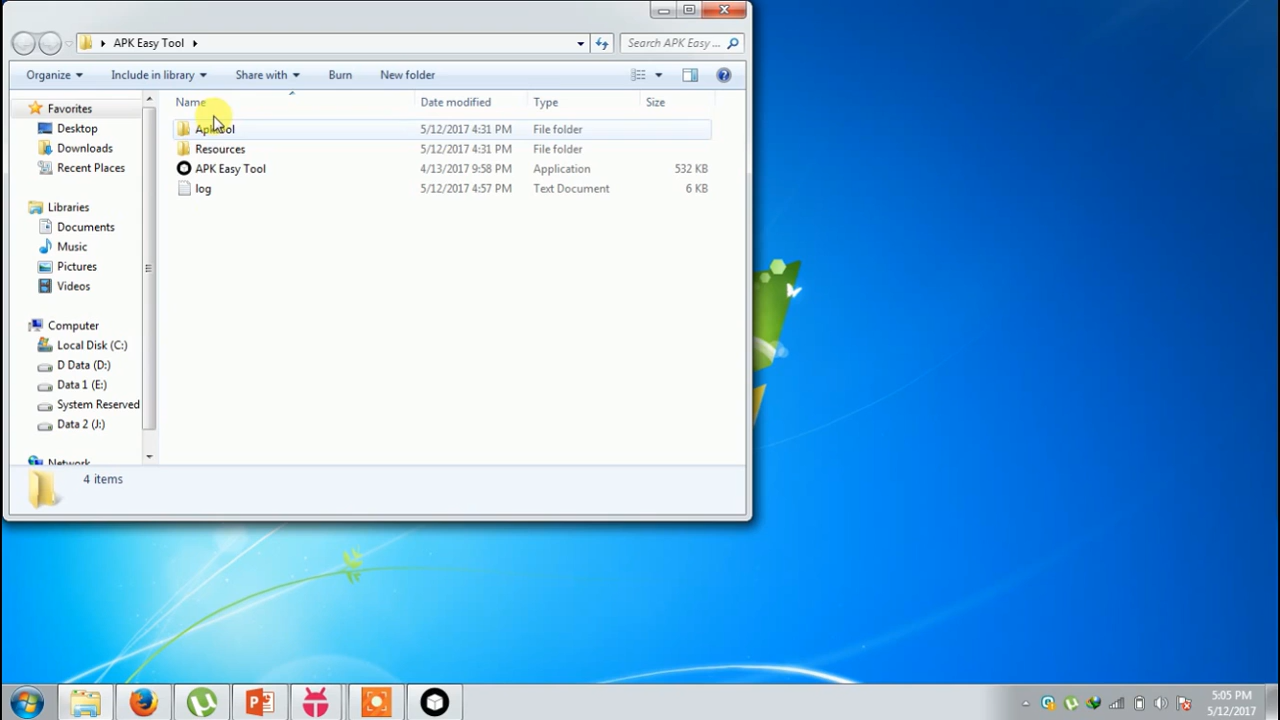 APK Easy Tool
Search APK Easy ...
Organize Include in library Share with Burn New folder
Name Date modified Type Size
Favorites
Desktop
Downloads
Recent Places
Libraries
Documents
Music
Pictures
Videos
Computer
Local Disk (C:)
D Data (D:)
Data 1 (E:)
System Reserved
Data 2 (J:)
Network
5/12/2017 4:31 PM File folder
Resources 5/12/2017 4:31 PM File folder
APK Easy Tool 4/13/2017 9:58 PM Application 532 KB
log 5/12/2017 4:57 PM Text Document 6 KB
4 items
5:05 PM
5/12/2017